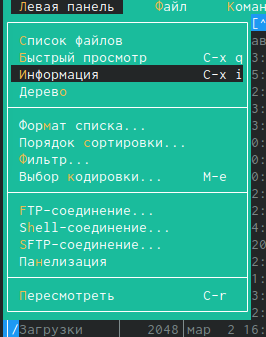 Левая панель Файл Коман
Список файлов
Быстрый просмотр C-x q
Информация C-x i
Дерево
Формат списка...
Порядок сортировки...
Фильтр...
Выбор кодировки... M-e
FTP-соединение...
Shell-соединение...
SFTP-соединение...
Панелизация
Пересмотреть C-r
/Загрузки 2048 мар 2 16